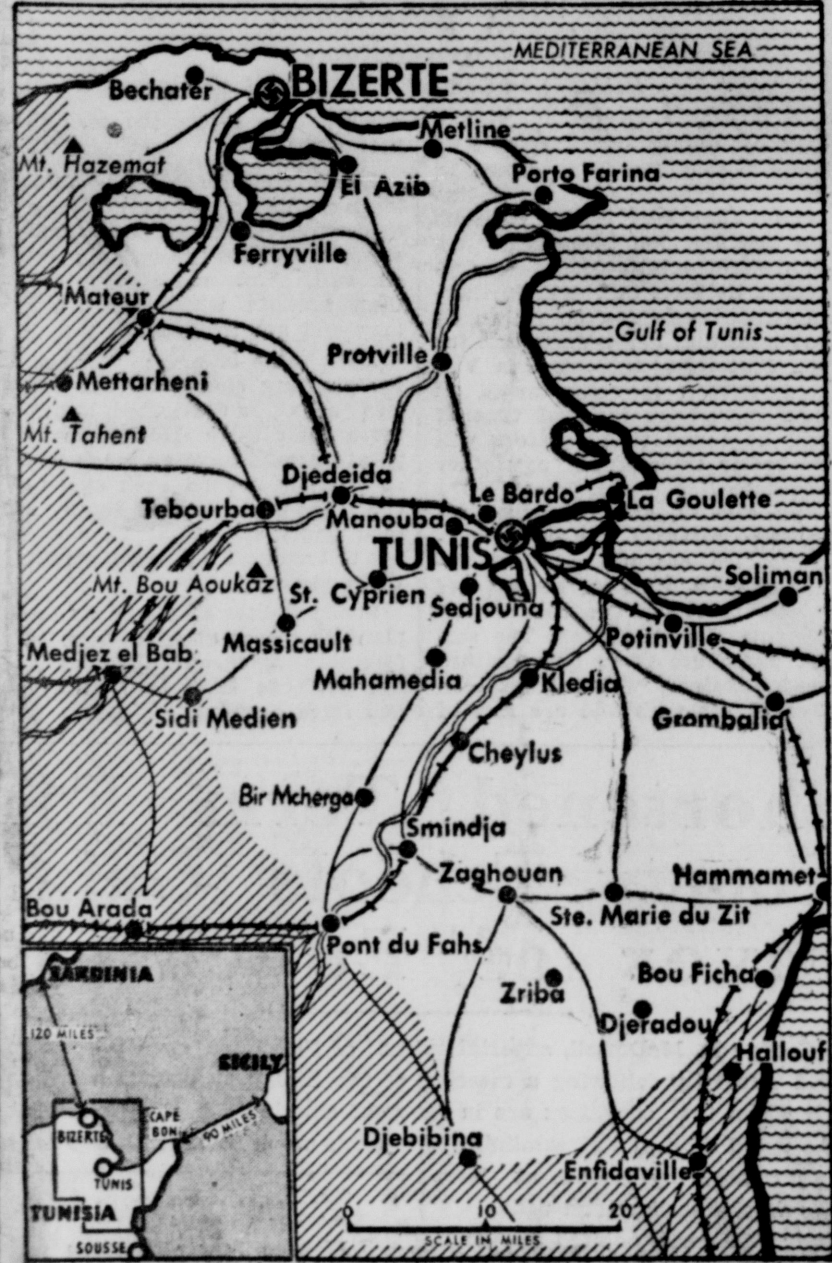 MEDITERRANEAN SEA
Bechater
BIZERTE
Metline
Mt. Hazemat
El Azib
Porto Farina
Ferryville
Mateur
Gulf of Tunis
Protville
Mettarheni
Mt. Tahent
Djedeida
Le Bardo
La Goulette
Tebourba
Manouba
TUNIS
Mt. Bou Aoukaz
St. Cyprien
Soliman
Sedjouna
Massicault
Potinville
Medjez el Bab
Mahamedia
Kledia
Sidi Medien
Grombalia
Cheylus
Bir Mcherga
Smindja
Zaghouan
Hammamet
Bou Arada
Ste. Marie du Zit
Pont du Fahs
Bou Ficha
Zriba
Djeradou
Hallouf
Djebibina
Enfidaville
0 10 20
SCALE IN MILES
SARDINIA
120 MILES
SICILY
CAPE
BON
90 MILES
BIZERTE
TUNIS
TUNISIA
SOUSSE